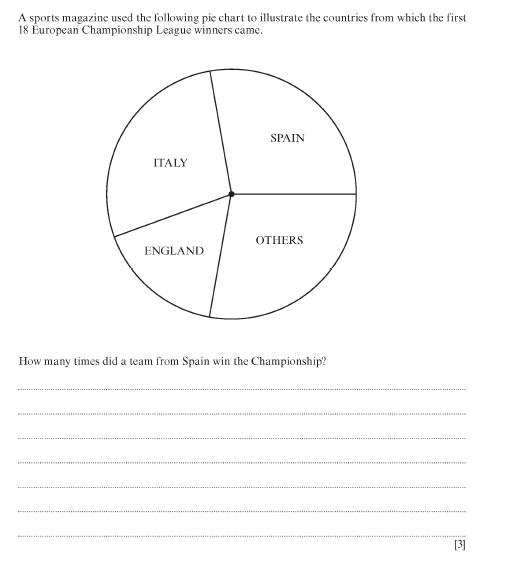 A sports magazine used the following pie chart to illustrate the countries from which the first
18 European Championship League winners came.
SPAIN
ITALY
OTHERS
ENGLAND
How many times did a team from Spain win the Championship?
[3]